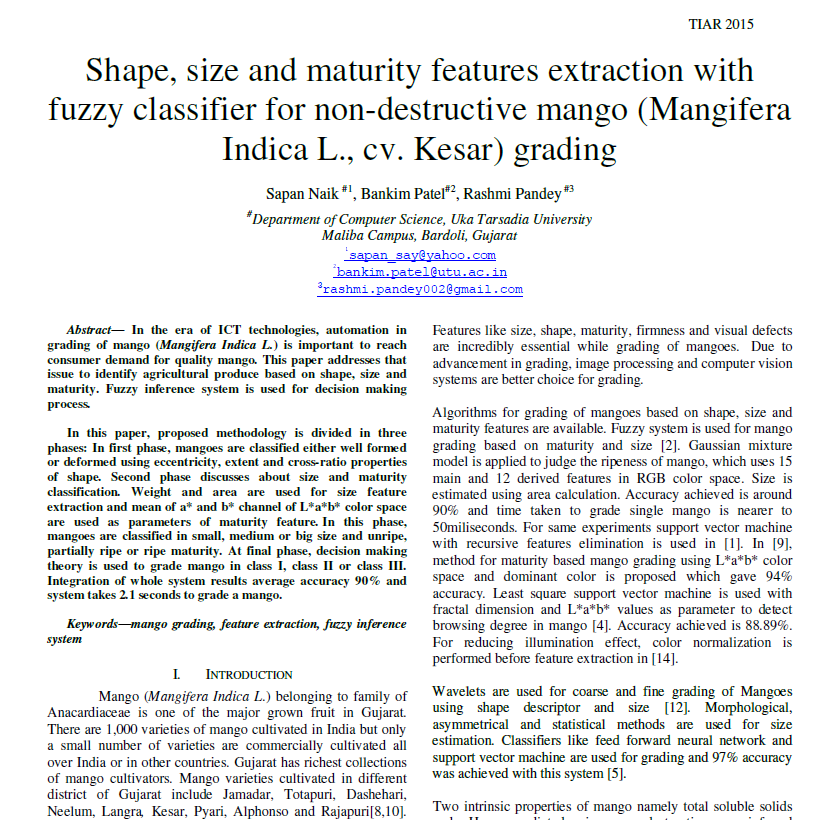 TIAR 2015
Shape, size and maturity features extraction with
fuzzy classifier for non-destructive mango (Mangifera
Indica L., cv. Kesar) grading
Sapan Naik #1, Bankim Patel#2, Rashmi Pandey #3
#Department of Computer Science, Uka Tarsadia University
Maliba Campus, Bardoli, Gujarat
1sapan_say@yahoo.com
2bankim.patel@utu.ac.in
3rashmi.pandey002@gmail.com
Abstract— In the era of ICT technologies, automation in
grading of mango (Mangifera Indica L.) is important to reach
consumer demand for quality mango. This paper addresses that
issue to identify agricultural produce based on shape, size and
maturity. Fuzzy inference system is used for decision making
process.
In this paper, proposed methodology is divided in three
phases: In first phase, mangoes are classified either well formed
or deformed using eccentricity, extent and cross-ratio properties
of shape. Second phase discusses about size and maturity
classification. Weight and area are used for size feature
extraction and mean of a* and b* channel of L*a*b* color space
are used as parameters of maturity feature. In this phase,
mangoes are classified in small, medium or big size and unripe,
partially ripe or ripe maturity. At final phase, decision making
theory is used to grade mango in class I, class II or class III.
Integration of whole system results average accuracy 90% and
system takes 2.1 seconds to grade a mango.
Keywords—mango grading, feature extraction, fuzzy inference
system
I. INTRODUCTION
Mango (Mangifera Indica L.) belonging to family of
Anacardiaceae is one of the major grown fruit in Gujarat.
There are 1,000 varieties of mango cultivated in India but only
a small number of varieties are commercially cultivated all
over India or in other countries. Gujarat has richest collections
of mango cultivators. Mango varieties cultivated in different
district of Gujarat include Jamadar, Totapuri, Dashehari,
Neelum, Langra, Kesar, Pyari, Alphonso and Rajapuri[8,10].
Features like size, shape, maturity, firmness and visual defects
are incredibly essential while grading of mangoes. Due to
advancement in grading, image processing and computer vision
systems are better choice for grading.
Algorithms for grading of mangoes based on shape, size and
maturity features are available. Fuzzy system is used for mango
grading based on maturity and size [2]. Gaussian mixture
model is applied to judge the ripeness of mango, which uses 15
main and 12 derived features in RGB color space. Size is
estimated using area calculation. Accuracy achieved is around
90% and time taken to grade single mango is nearer to
50miliseconds. For same experiments support vector machine
with recursive features elimination is used in [1]. In [9],
method for maturity based mango grading using L*a*b* color
space and dominant color is proposed which gave 94%
accuracy. Least square support vector machine is used with
fractal dimension and L*a*b* values as parameter to detect
browsing degree in mango [4]. Accuracy achieved is 88.89%.
For reducing illumination effect, color normalization is
performed before feature extraction in [14].
Wavelets are used for coarse and fine grading of Mangoes
using shape descriptor and size [12]. Morphological,
asymmetrical and statistical methods are used for size
estimation. Classifiers like feed forward neural network and
support vector machine are used for grading and 97% accuracy
was achieved with this system [5].
Two intrinsic properties of mango namely total soluble solids